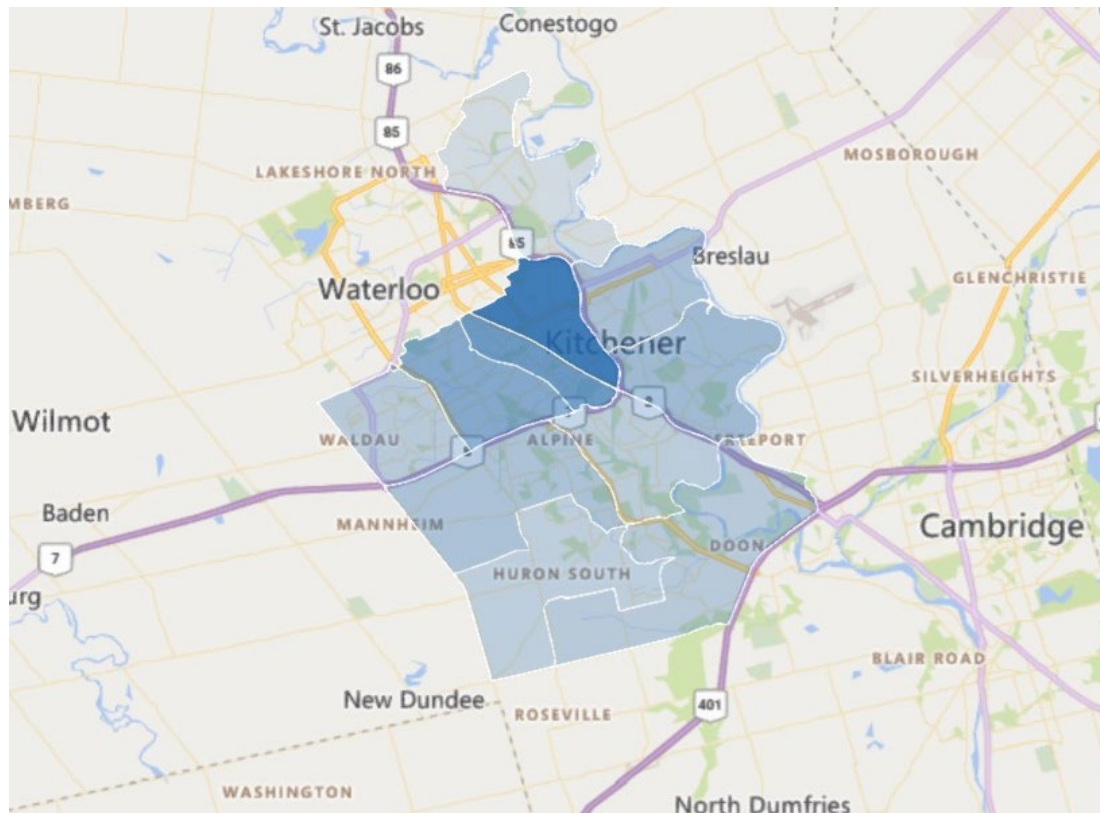 St. Jacobs
Conestogo
86
85
LAKESHORE NORTH
MOSBOROUGH
MBERG
85
Breslau
GLENCHRISTIE
Waterloo
Kitchener
SILVERHEIGHTS
Wilmot
8
WALDAU
ALPINE
FREEPORT
Baden
MANNHEIM
Cambridge
DOON
7
HURON SOUTH
urg
BLAIR ROAD
New Dundee
ROSEVILLE
401
WASHINGTON
North Dumfries